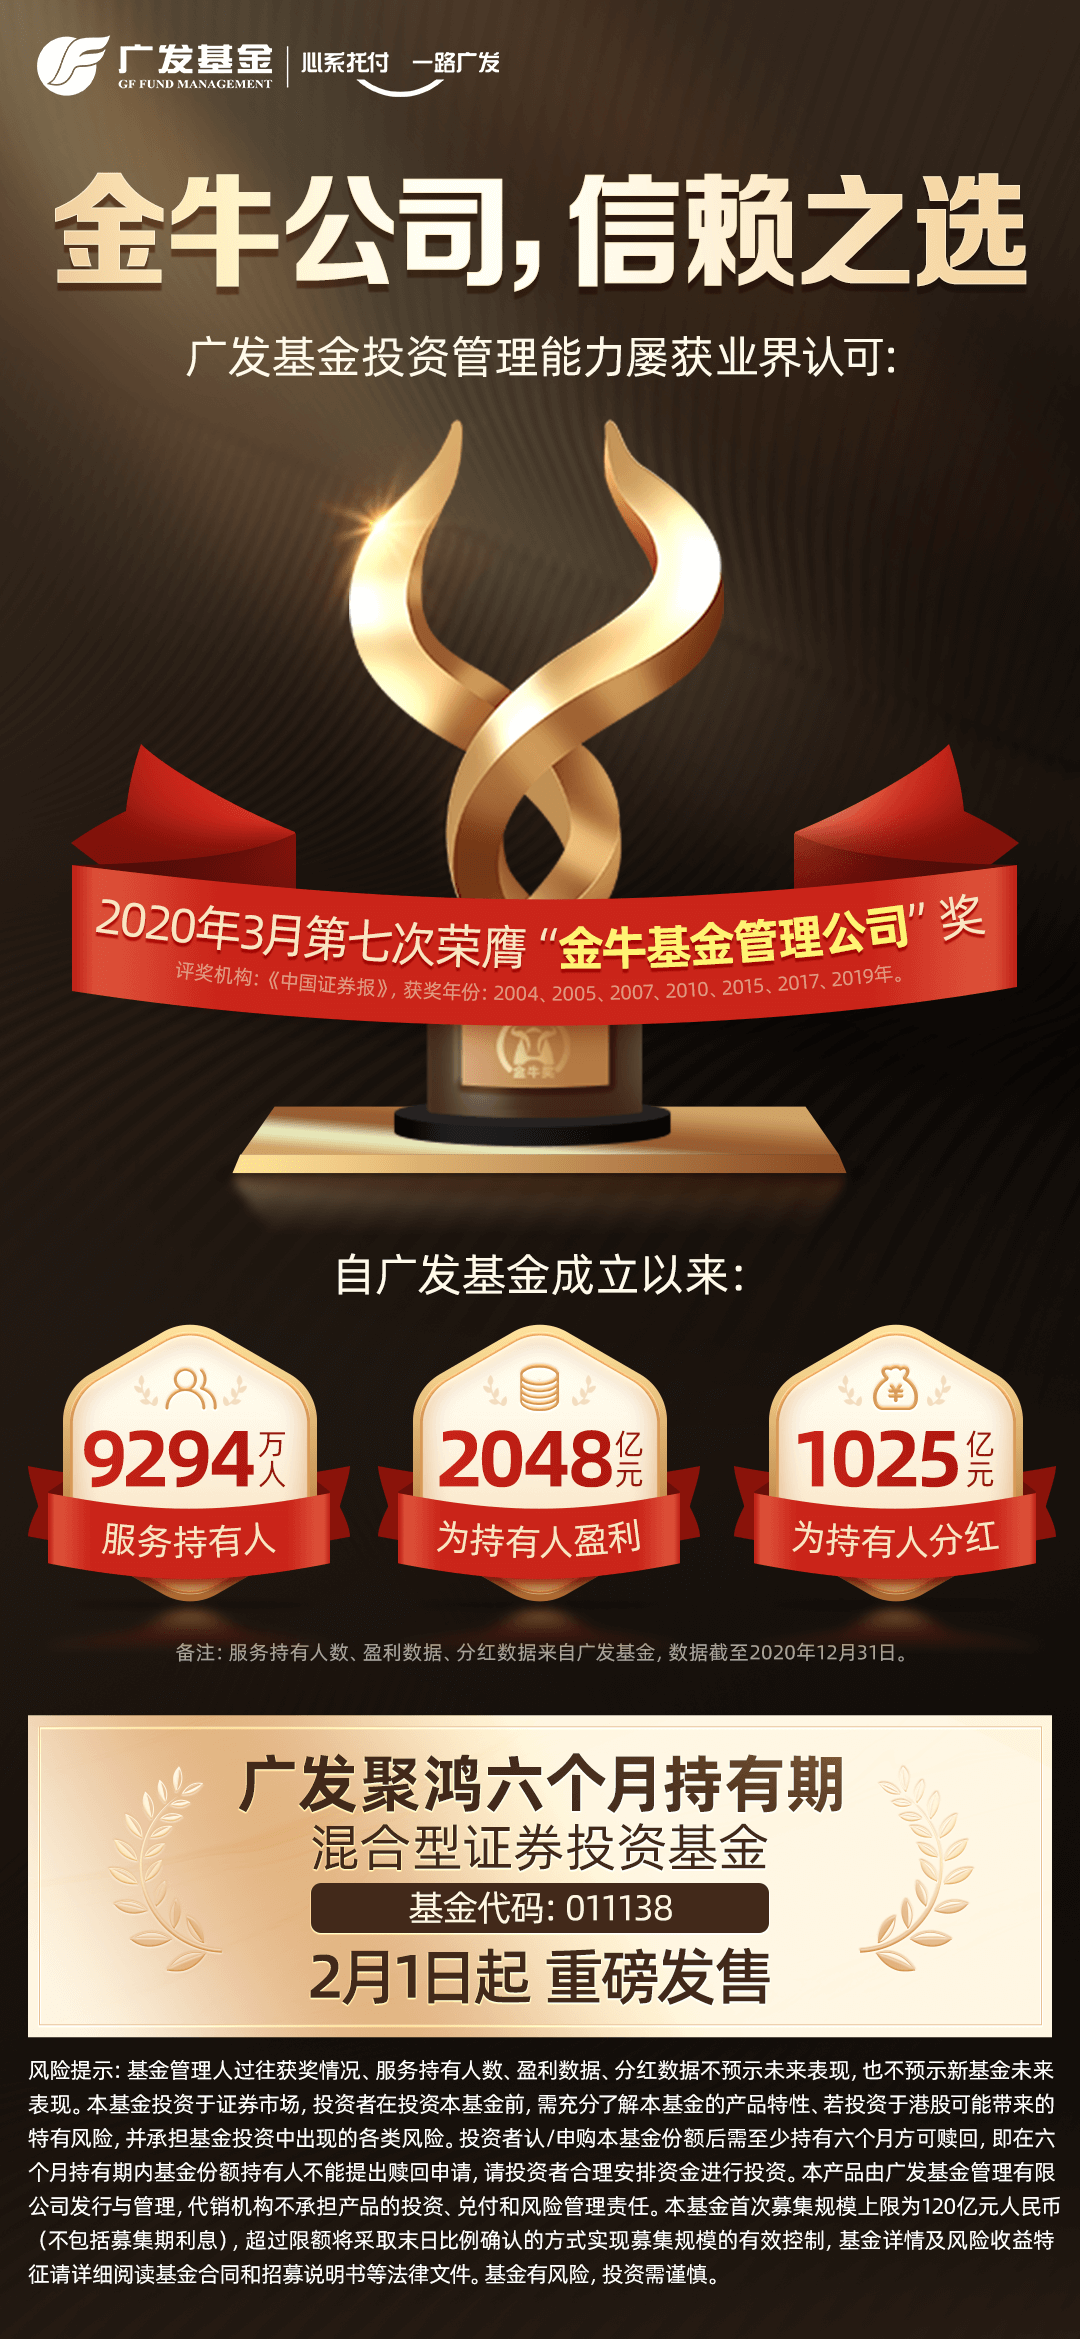 广发基金
GF FUND MANAGEMENT
心系托付 一路广发
金牛公司,信赖之选
广发基金投资管理能力屡获业界认可:
2020年3月第七次荣膺“金牛基金管理公司”奖
评奖机构:《中国证券报》, 获奖年份: 2004、2005、2007、2010、2015、2017、2019年。
金牛奖
自广发基金成立以来:
9294万人
服务持有人
2048亿元
为持有人盈利
1025亿元
为持有人分红
备注: 服务持有人数、盈利数据、分红数据来自广发基金, 数据截至2020年12月31日。
广发聚鸿六个月持有期
混合型证券投资基金
基金代码: 011138
2月1日起 重磅发售
风险提示: 基金管理人过往获奖情况、服务持有人数、盈利数据、分红数据不预示未来表现, 也不预示新基金未来
表现。本基金投资于证券市场, 投资者在投资本基金前, 需充分了解本基金的产品特性、若投资于港股可能带来的
特有风险, 并承担基金投资中出现的各类风险。投资者认/申购本基金份额后需至少持有六个月方可赎回, 即在六
个月持有期内基金份额持有人不能提出赎回申请, 请投资者合理安排资金进行投资。本产品由广发基金管理有限
公司发行与管理, 代销机构不承担产品的投资、兑付和风险管理责任。本基金首次募集规模上限为120亿元人民币
（不包括募集期利息）, 超过限额将采取末日比例确认的方式实现募集规模的有效控制, 基金详情及风险收益特
征请详细阅读基金合同和招募说明书等法律文件。基金有风险, 投资需谨慎。